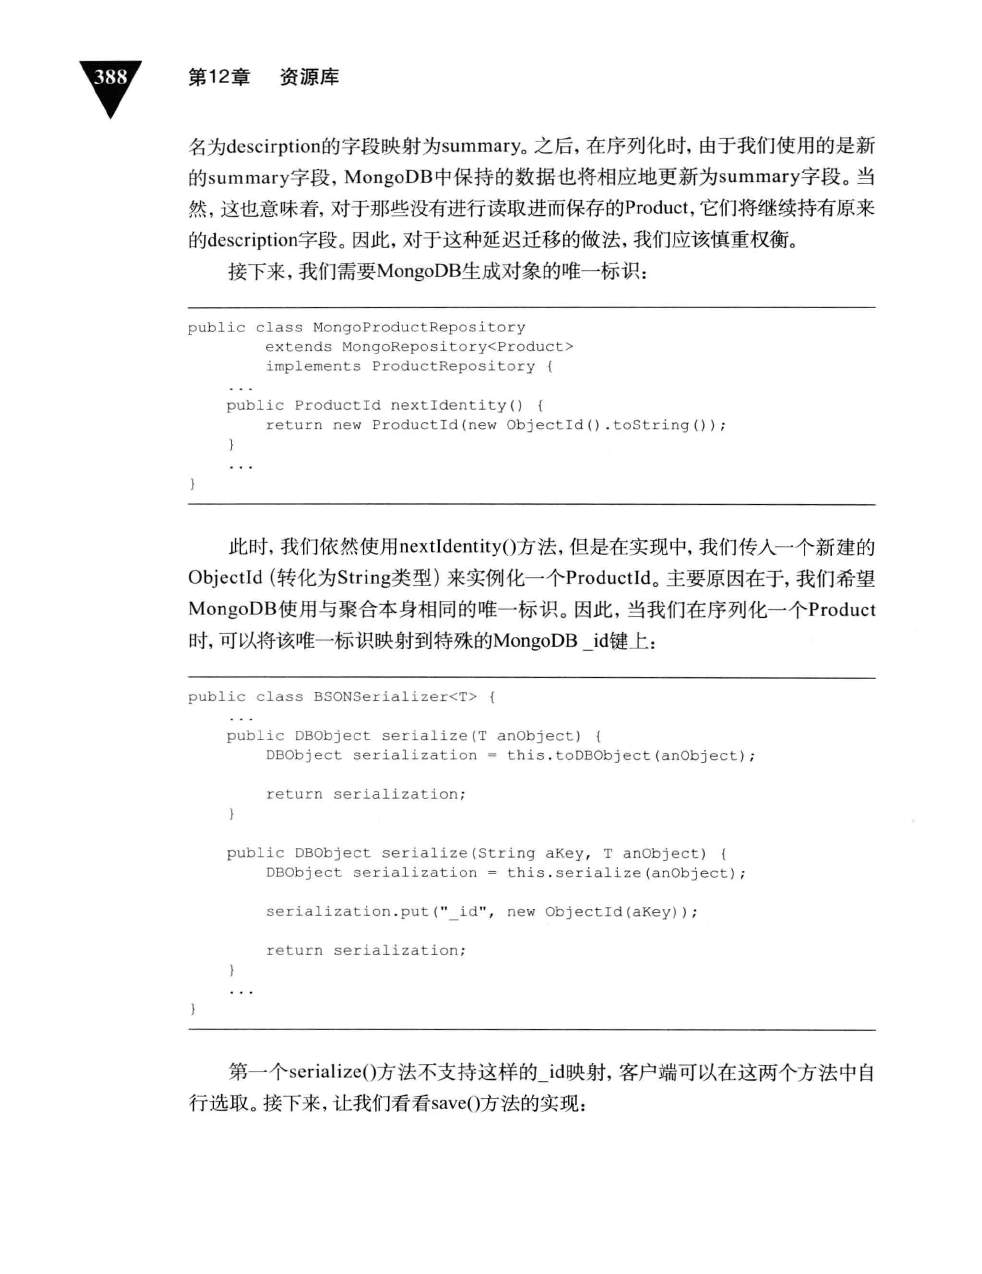 388
第12章 资源库
名为descirption的字段映射为summary。之后，在序列化时，由于我们使用的是新
的summary字段，MongoDB中保持的数据也将相应地更新为summary字段。当
然，这也意味着，对于那些没有进行读取进而保存的Product，它们将继续持有原来
的description字段。因此，对于这种延迟迁移的做法，我们应该慎重权衡。
接下来，我们需要MongoDB生成对象的唯一标识：
public class MongoProductRepository
        extends MongoRepository<Product>
        implements ProductRepository {
    ...
    public ProductId nextIdentity() {
        return new ProductId(new ObjectId().toString());
    }
    ...
}
此时，我们依然使用nextIdentity()方法，但是在实现中，我们传入一个新建的
ObjectId（转化为String类型）来实例化一个ProductId。主要原因在于，我们希望
MongoDB使用与聚合本身相同的唯一标识。因此，当我们在序列化一个Product
时，可以将该唯一标识映射到特殊的MongoDB _id键上：
public class BSONSerializer<T> {
    ...
    public DBObject serialize(T anObject) {
        DBObject serialization = this.toDBObject(anObject);
        return serialization;
    }
    public DBObject serialize(String aKey, T anObject) {
        DBObject serialization = this.serialize(anObject);
        serialization.put("_id", new ObjectId(aKey));
        return serialization;
    }
    ...
}
第一个serialize()方法不支持这样的_id映射，客户端可以在这两个方法中自
行选取。接下来，让我们看看save()方法的实现：